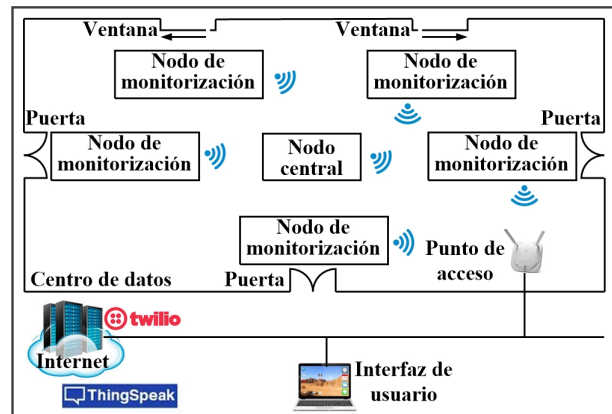 Ventana
Ventana
Nodo de
monitorización
Nodo de
monitorización
Puerta
Puerta
Nodo de
monitorización
Nodo
central
Nodo de
monitorización
Nodo de
monitorización
Punto de
acceso
Centro de datos
Puerta
twilio
Internet
Interfaz de
usuario
ThingSpeak